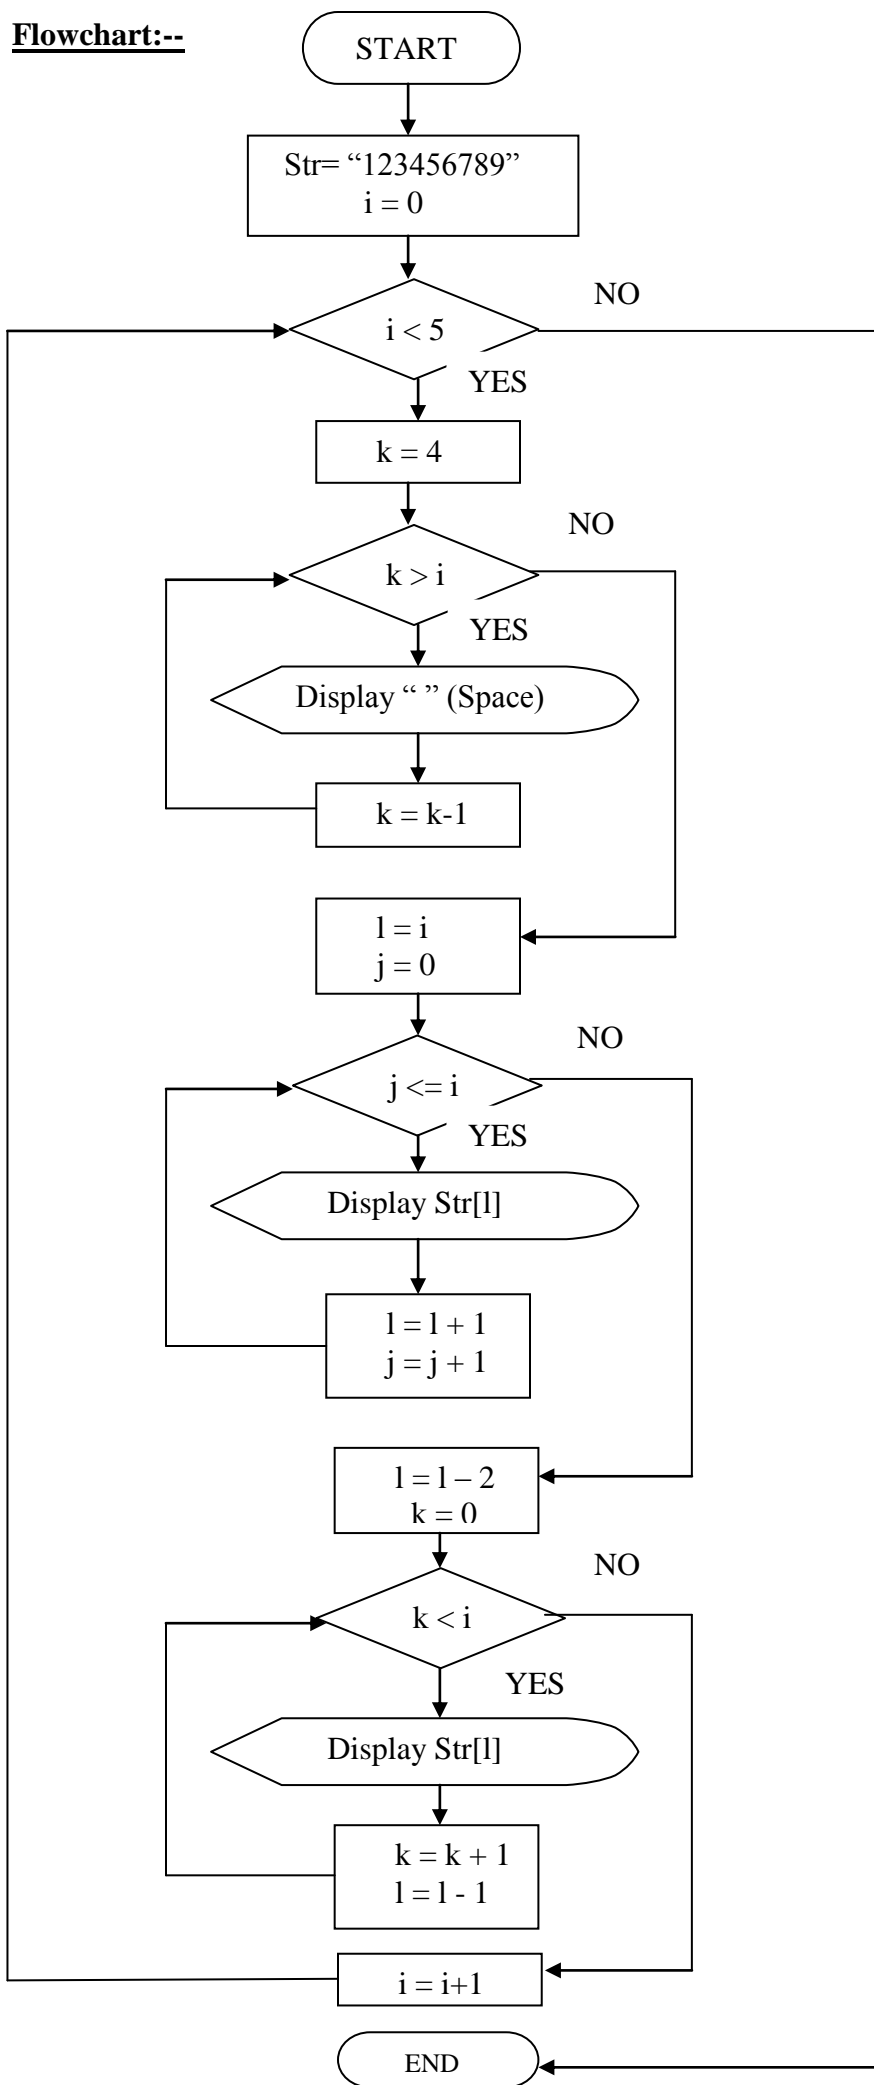 Flowchart:--
START
Str= “123456789”
i = 0
NO
i < 5
YES
k = 4
NO
k > i
YES
Display “ ” (Space)
k = k-1
l = i
j = 0
NO
j <= i
YES
Display Str[l]
l = l + 1
j = j + 1
l = l – 2
k = 0
NO
k < i
YES
Display Str[l]
k = k + 1
l = l - 1
i = i+1
END